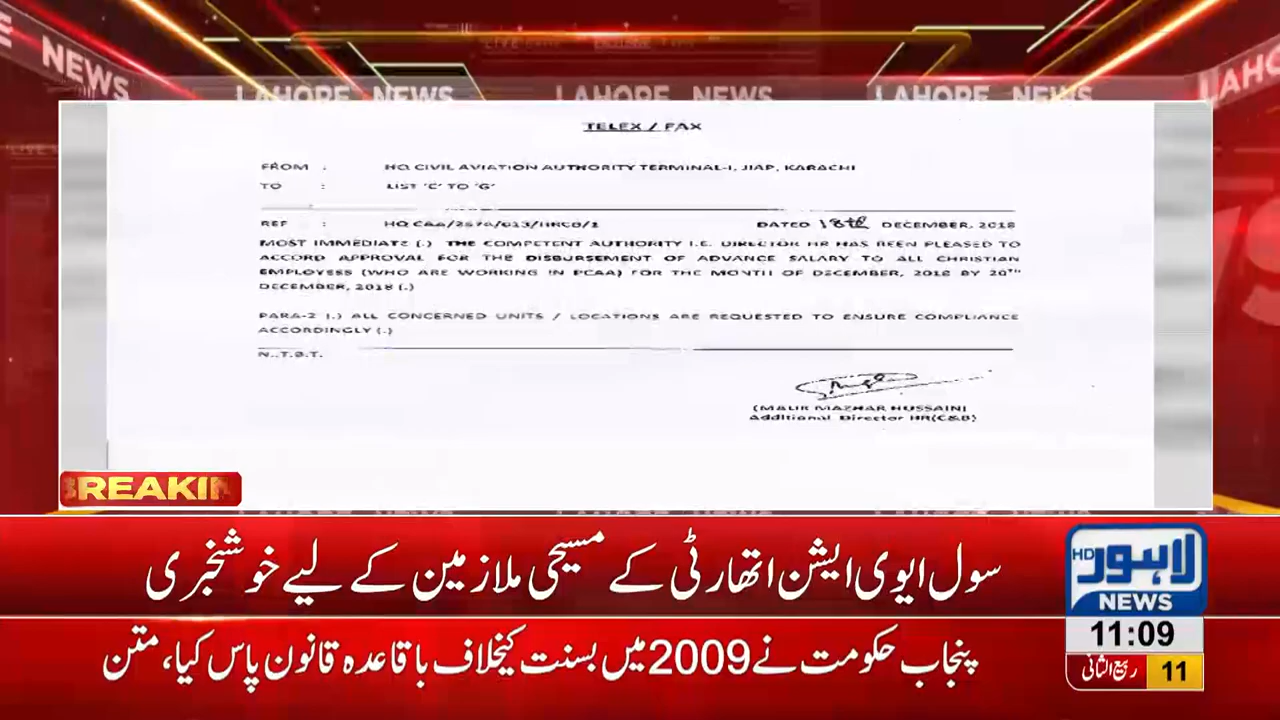 NEWS
LAHORE NEWS
LAHORE NEWS
LAHORE NEWS
TELEX / FAX
FROM : HQ CIVIL AVIATION AUTHORITY TERMINAL-I, JIAP, KARACHI
TO : LIST 'C' TO 'G'
REF : DATED 18th DECEMBER, 2018
MOST IMMEDIATE (.) THE COMPETENT AUTHORITY I.E. DIRECTOR HR HAS BEEN PLEASED TO
ACCORD APPROVAL FOR THE DISBURSEMENT OF ADVANCE SALARY TO ALL CHRISTIAN
EMPLOYEES (WHO ARE WORKING IN PCAA) FOR THE MONTH OF DECEMBER, 2018 BY 20TH
DECEMBER, 2018 (.)
PARA-2 (.) ALL CONCERNED UNITS / LOCATIONS ARE REQUESTED TO ENSURE COMPLIANCE
ACCORDINGLY (.)
N..T.B.T.
(MALIK MAZHAR HUSSAIN)
Additional Director HR(C&B)
BREAKIN
سول ایوی ایشن اتھارٹی کے مسیحی ملازمین کے لیے خوشخبری
پنجاب حکومت نے 2009 میں بسنت کیخلاف باقاعدہ قانون پاس کیا، متن
HD لاہور
NEWS
11:09
11 ربیع الثانی